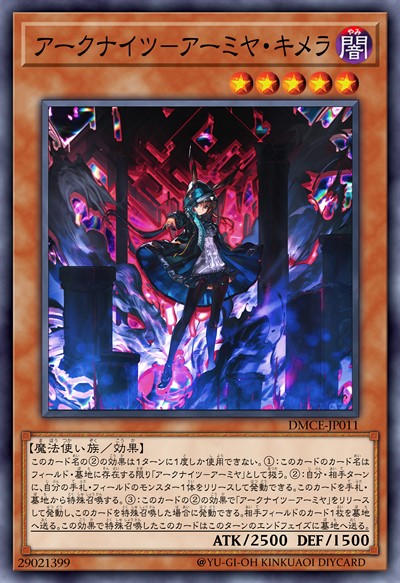 アークナイツーアーミヤ・キメラ
闇
DMCE-JP011
【魔法使い族／効果】
このカード名の②の効果は1ターンに1度しか使用できない。①：このカードのカード名は
フィールド・墓地に存在する限り「アークナイツーアーミヤ」として扱う。②：自分・相手ターン
に、自分の手札・フィールドのモンスター1体をリリースして発動できる。このカードを手札・
墓地から特殊召喚する。③：このカードの②の効果で「アークナイツーアーミヤ」をリリース
して発動し、このカードを特殊召喚した場合に発動できる。相手フィールドのカード1枚を墓地
へ送る。この効果で特殊召喚したこのカードはこのターンのエンドフェイズに墓地へ送る。
ATK/2500 DEF/1500
29021399 @YU-GI-OH KINKUAOI DIYCARD